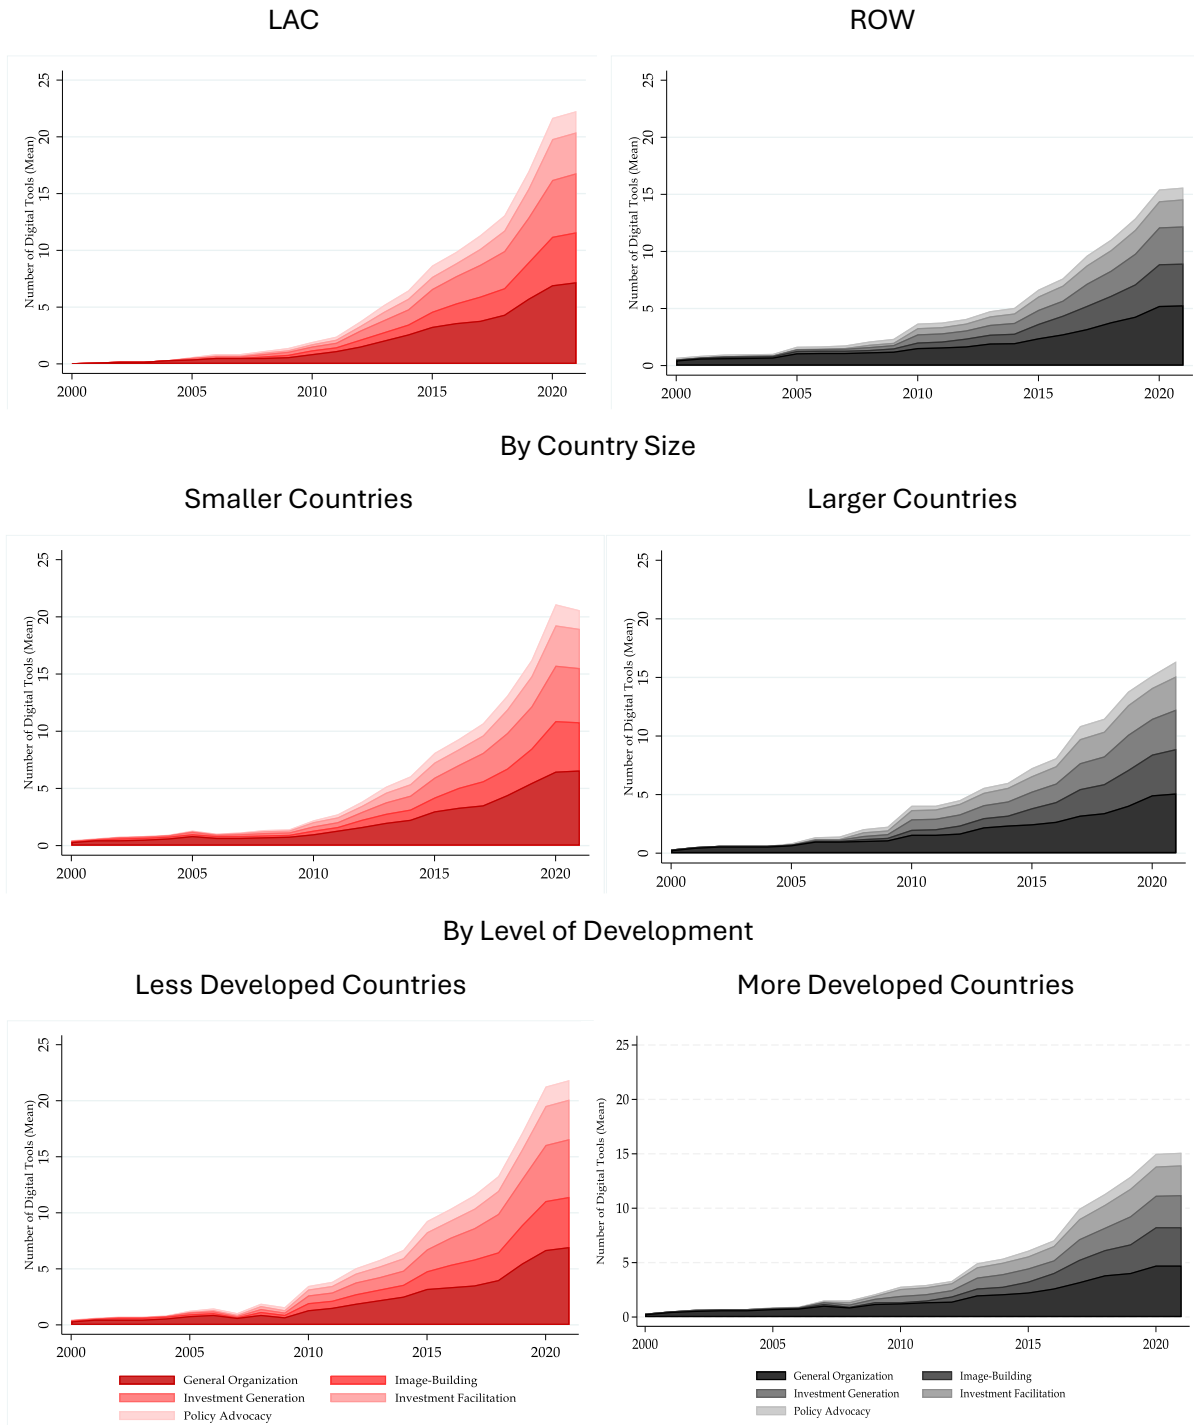 LAC
ROW
Number of Digital Tools (Mean)
25
20
15
10
5
0
2000 2005 2010 2015 2020
Number of Digital Tools (Mean)
25
20
15
10
5
0
2000 2005 2010 2015 2020
By Country Size
Smaller Countries
Larger Countries
Number of Digital Tools (Mean)
25
20
15
10
5
0
2000 2005 2010 2015 2020
Number of Digital Tools (Mean)
25
20
15
10
5
0
2000 2005 2010 2015 2020
By Level of Development
Less Developed Countries
More Developed Countries
Number of Digital Tools (Mean)
25
20
15
10
5
0
2000 2005 2010 2015 2020
General Organization Image-Building
Investment Generation Investment Facilitation
Policy Advocacy
Number of Digital Tools (Mean)
25
20
15
10
5
0
2000 2005 2010 2015 2020
General Organization Image-Building
Investment Generation Investment Facilitation
Policy Advocacy